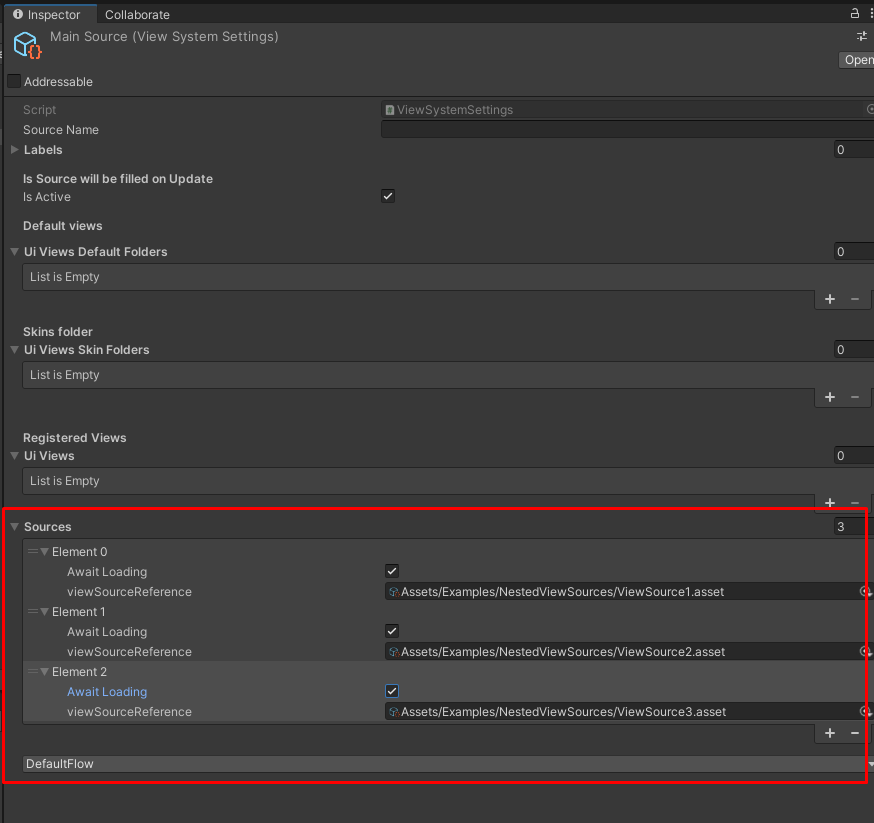 Inspector Collaborate
Main Source (View System Settings)
Open
Addressable
Script ViewSystemSettings
Source Name
Labels 0
Is Source will be filled on Update
Is Active
Default views
Ui Views Default Folders 0
List is Empty
Skins folder
Ui Views Skin Folders 0
List is Empty
Registered Views
Ui Views 0
List is Empty
Sources 3
Element 0
Await Loading
viewSourceReference Assets/Examples/NestedViewSources/ViewSource1.asset
Element 1
Await Loading
viewSourceReference Assets/Examples/NestedViewSources/ViewSource2.asset
Element 2
Await Loading
viewSourceReference Assets/Examples/NestedViewSources/ViewSource3.asset
DefaultFlow